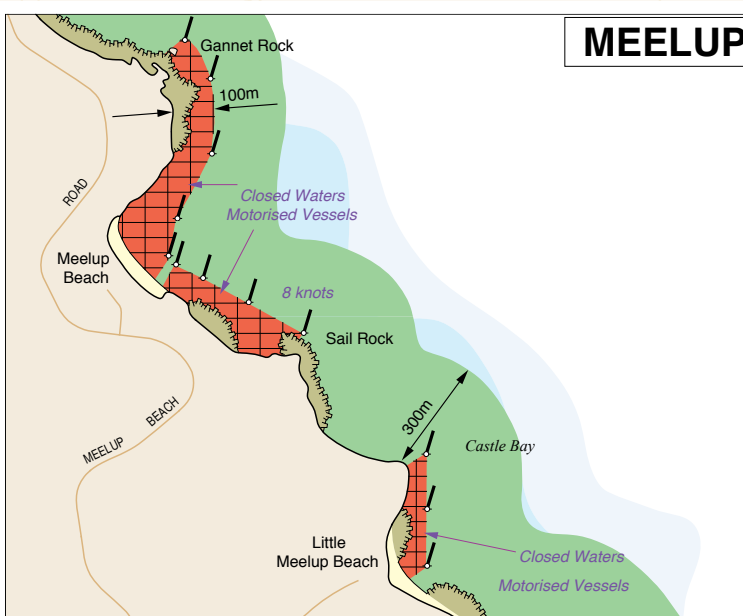 MEELUP
Gannet Rock
100m
ROAD
Closed Waters
Motorised Vessels
Meelup
Beach
8 knots
Sail Rock
MEELUP BEACH
300m
Castle Bay
Little
Meelup Beach
Closed Waters
Motorised Vessels